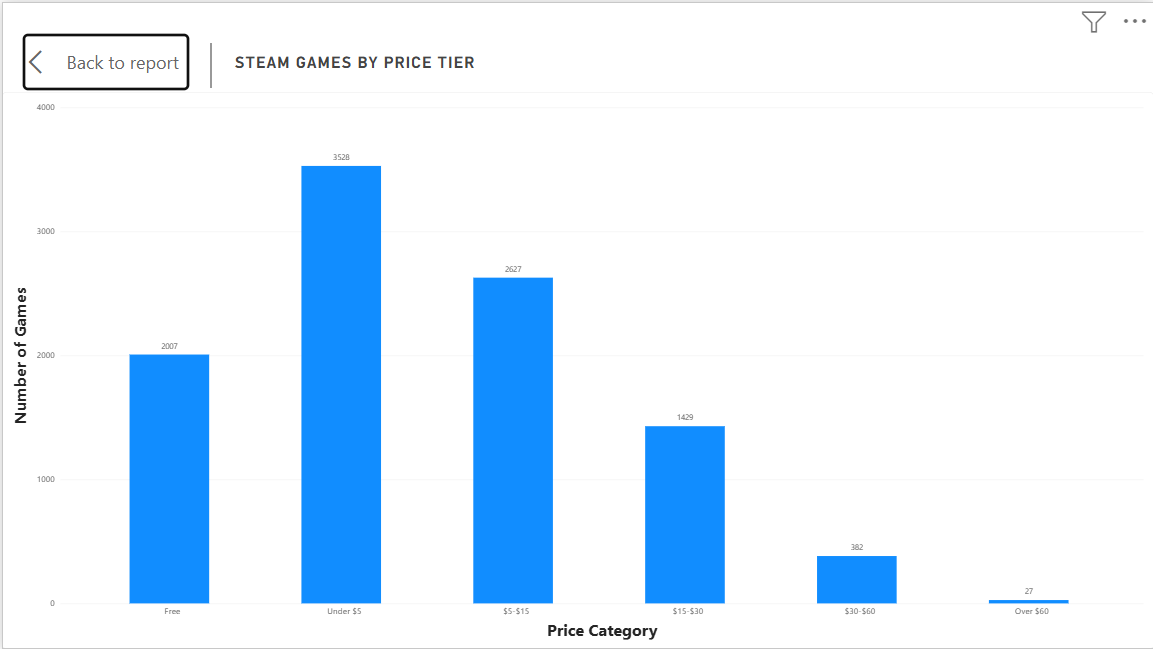 Back to report
STEAM GAMES BY PRICE TIER
4000
3000
2000
1000
0
Number of Games
2007
3528
2627
1429
382
27
Free
Under $5
$5-$15
$15-$30
$30-$60
Over $60
Price Category